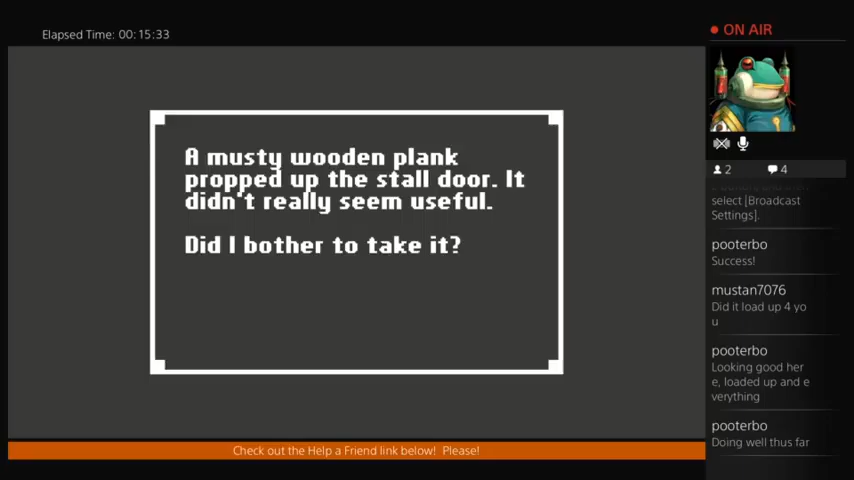 Elapsed Time: 00:15:33
ON AIR
A musty wooden plank
propped up the stall door. It
didn't really seem useful.
Did I bother to take it?
2
4
select [Broadcast
Settings].
pooterbo
Success!
mustan7076
Did it load up 4 yo
u
pooterbo
Looking good her
e, loaded up and e
verything
pooterbo
Doing well thus far
Check out the Help a Friend link below! Please!